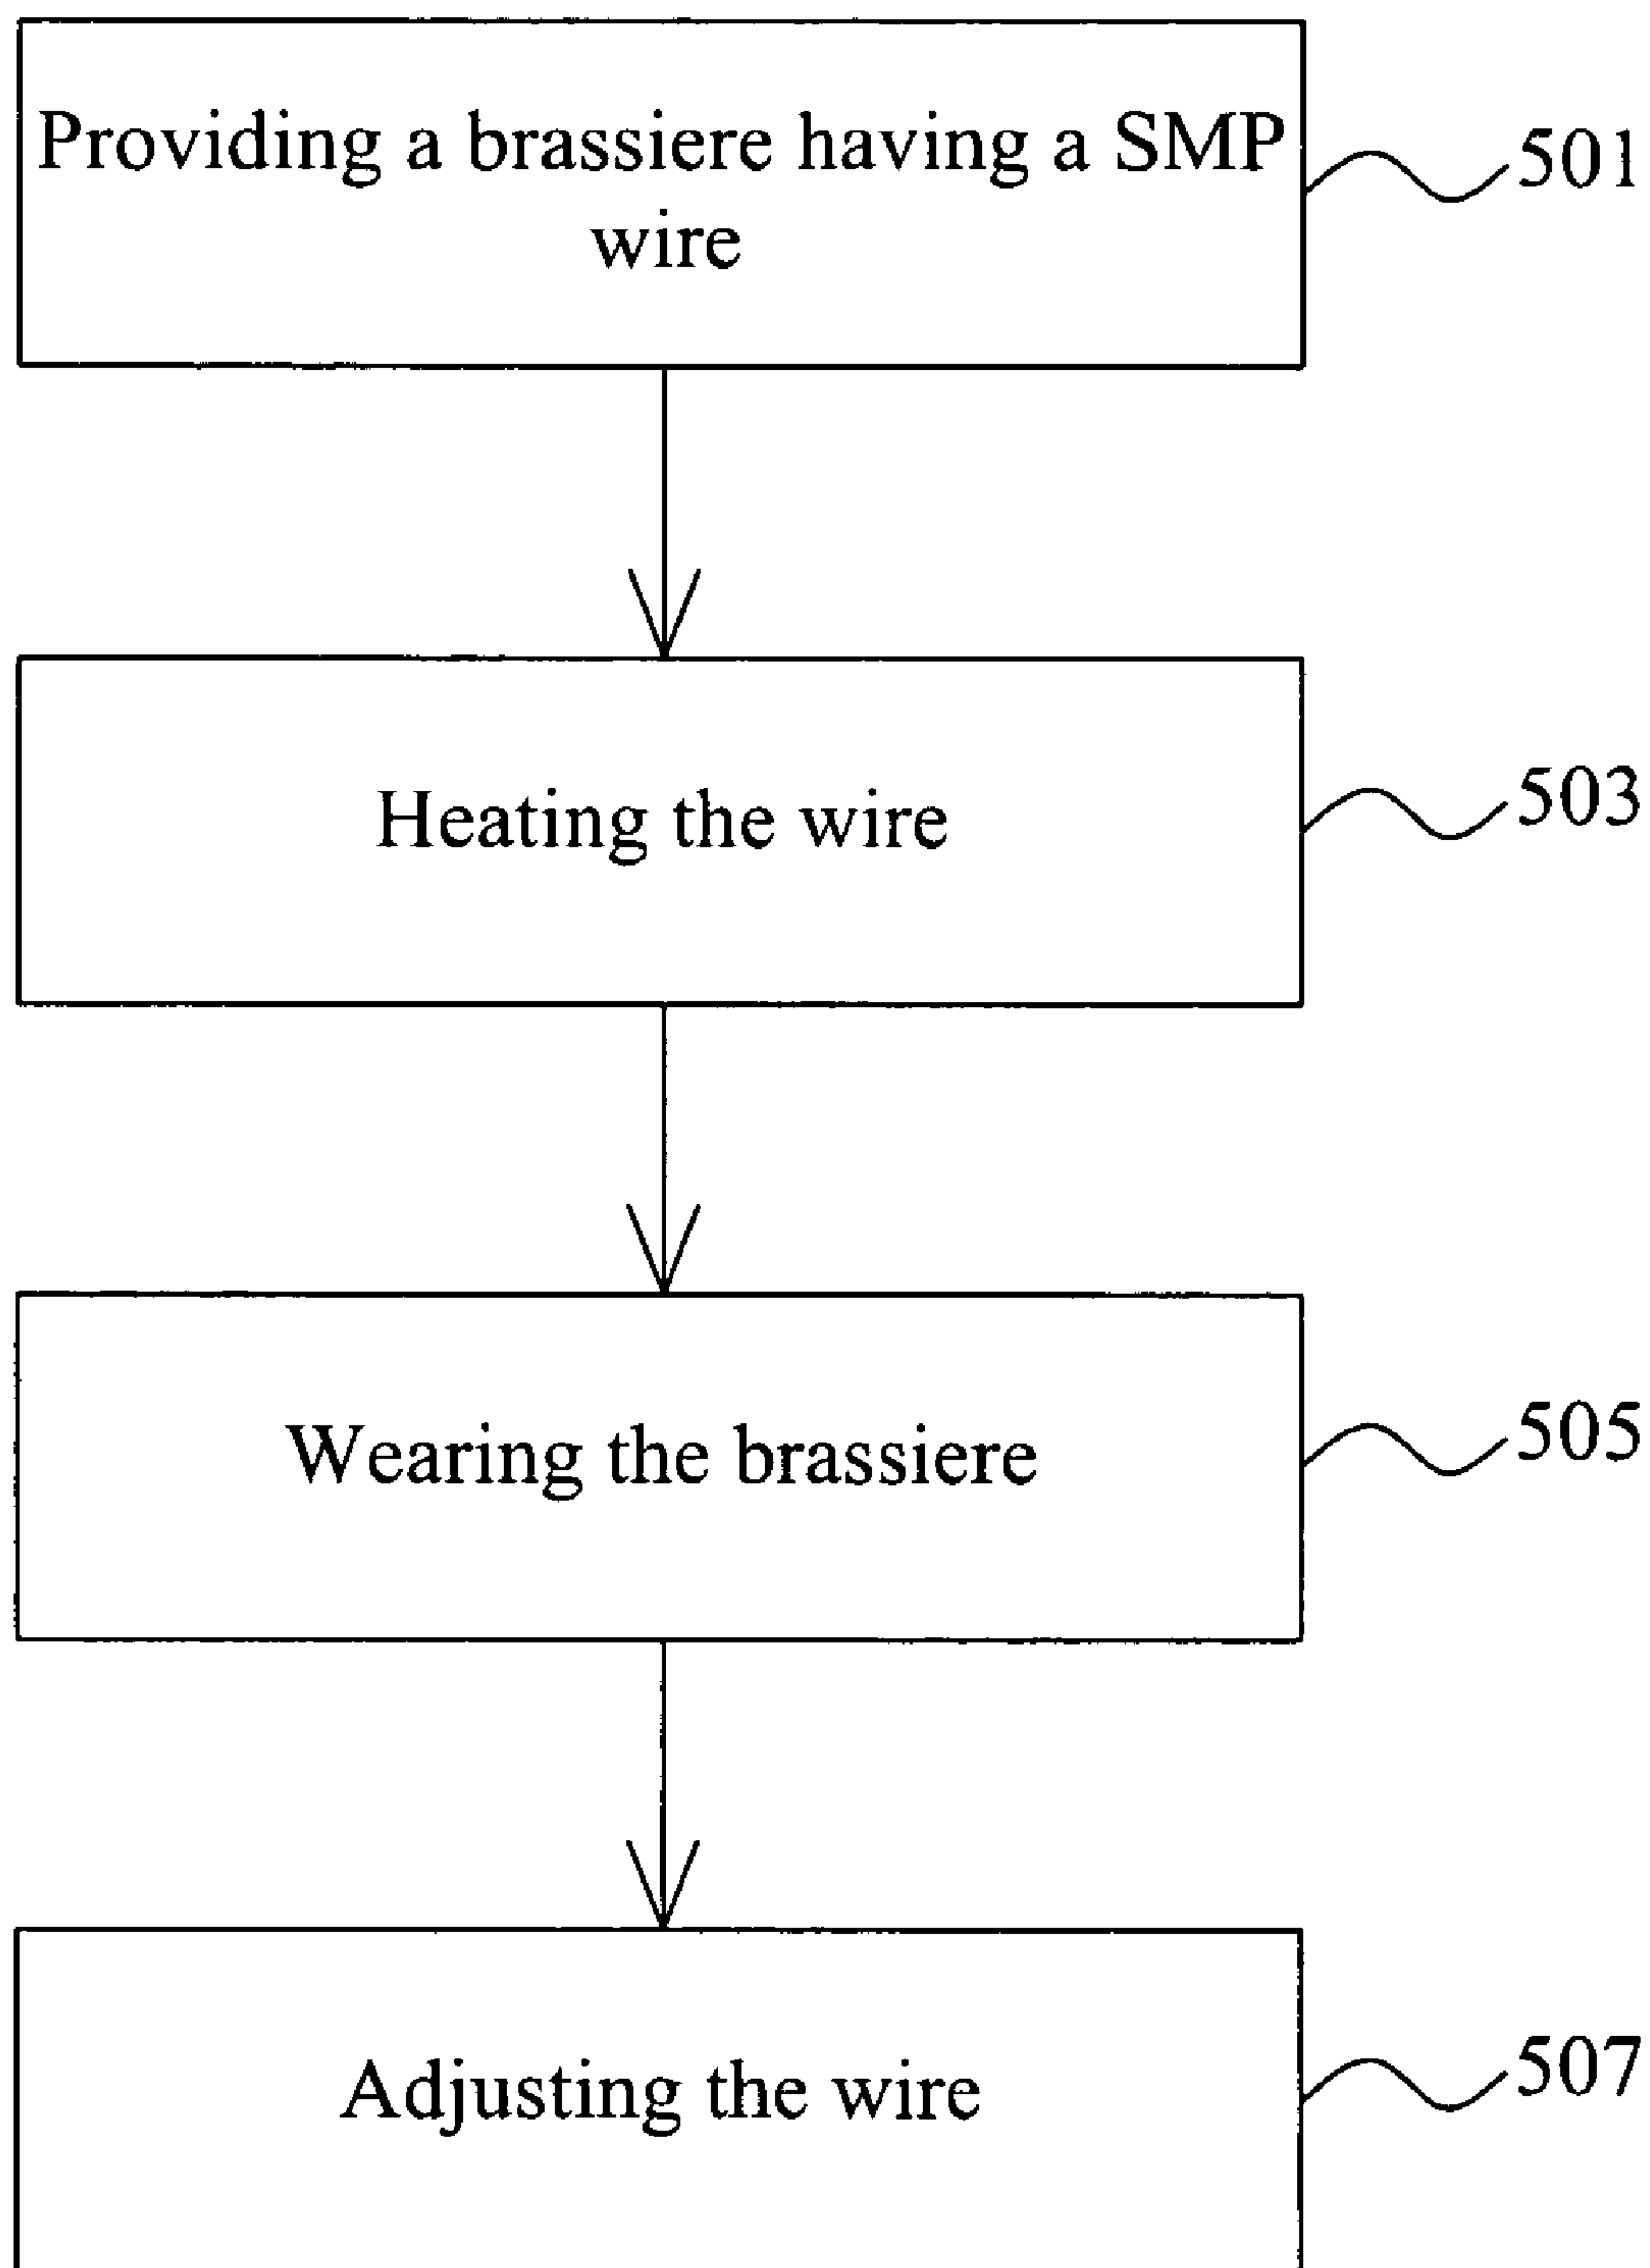 Providing a brassiere having a SMP
wire
501
Heating the wire
503
Wearing the brassiere
505
Adjusting the wire
507